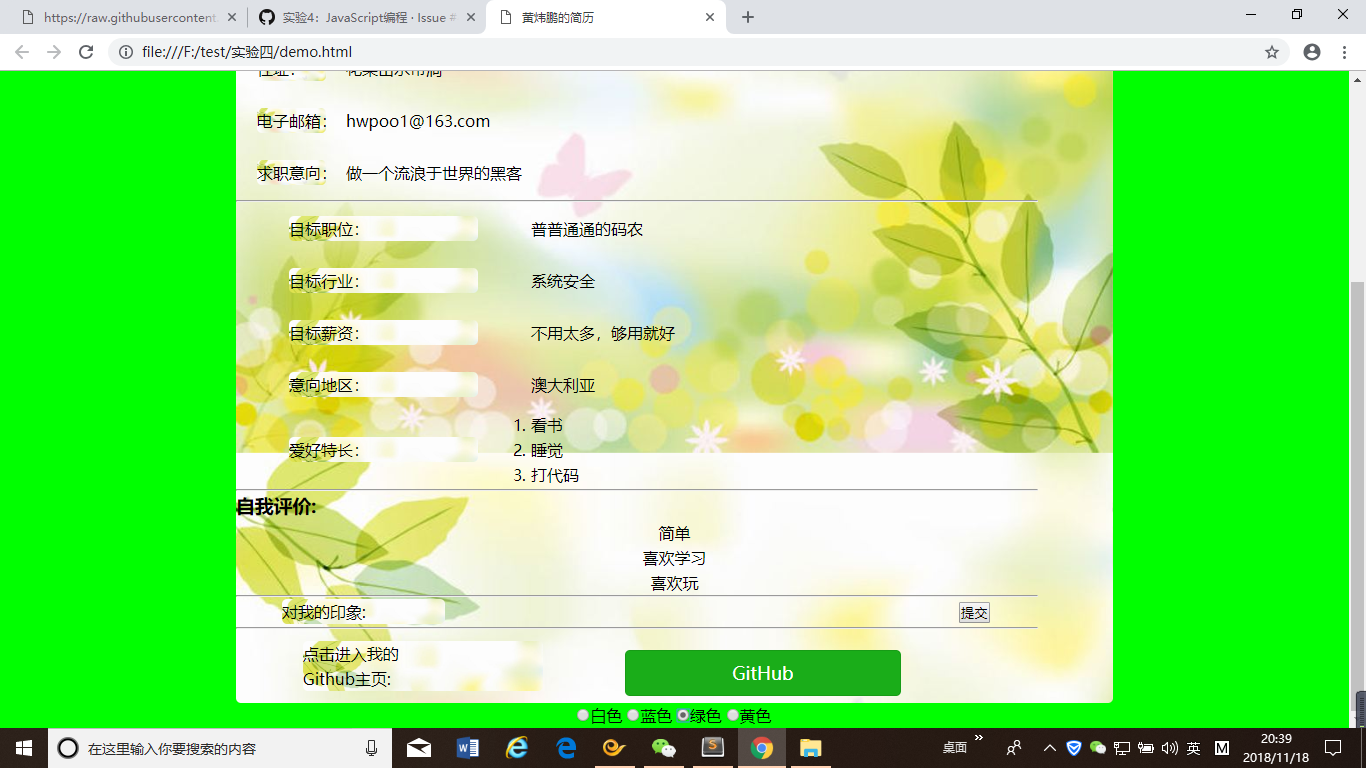 https://raw.githubusercontent.
实验4：JavaScript编程 · Issue #
黄炜鹏的简历
file:///F:/test/实验四/demo.html
电子邮箱： hwpoo1@163.com
求职意向： 做一个流浪于世界的黑客
目标职位： 普普通通的码农
目标行业： 系统安全
目标薪资： 不用太多，够用就好
意向地区： 澳大利亚
爱好特长：
1. 看书
2. 睡觉
3. 打代码
自我评价:
简单
喜欢学习
喜欢玩
对我的印象: 提交
点击进入我的
Github主页:
GitHub
白色 蓝色 绿色 黄色
在这里输入你要搜索的内容
桌面
英
M
20:39
2018/11/18